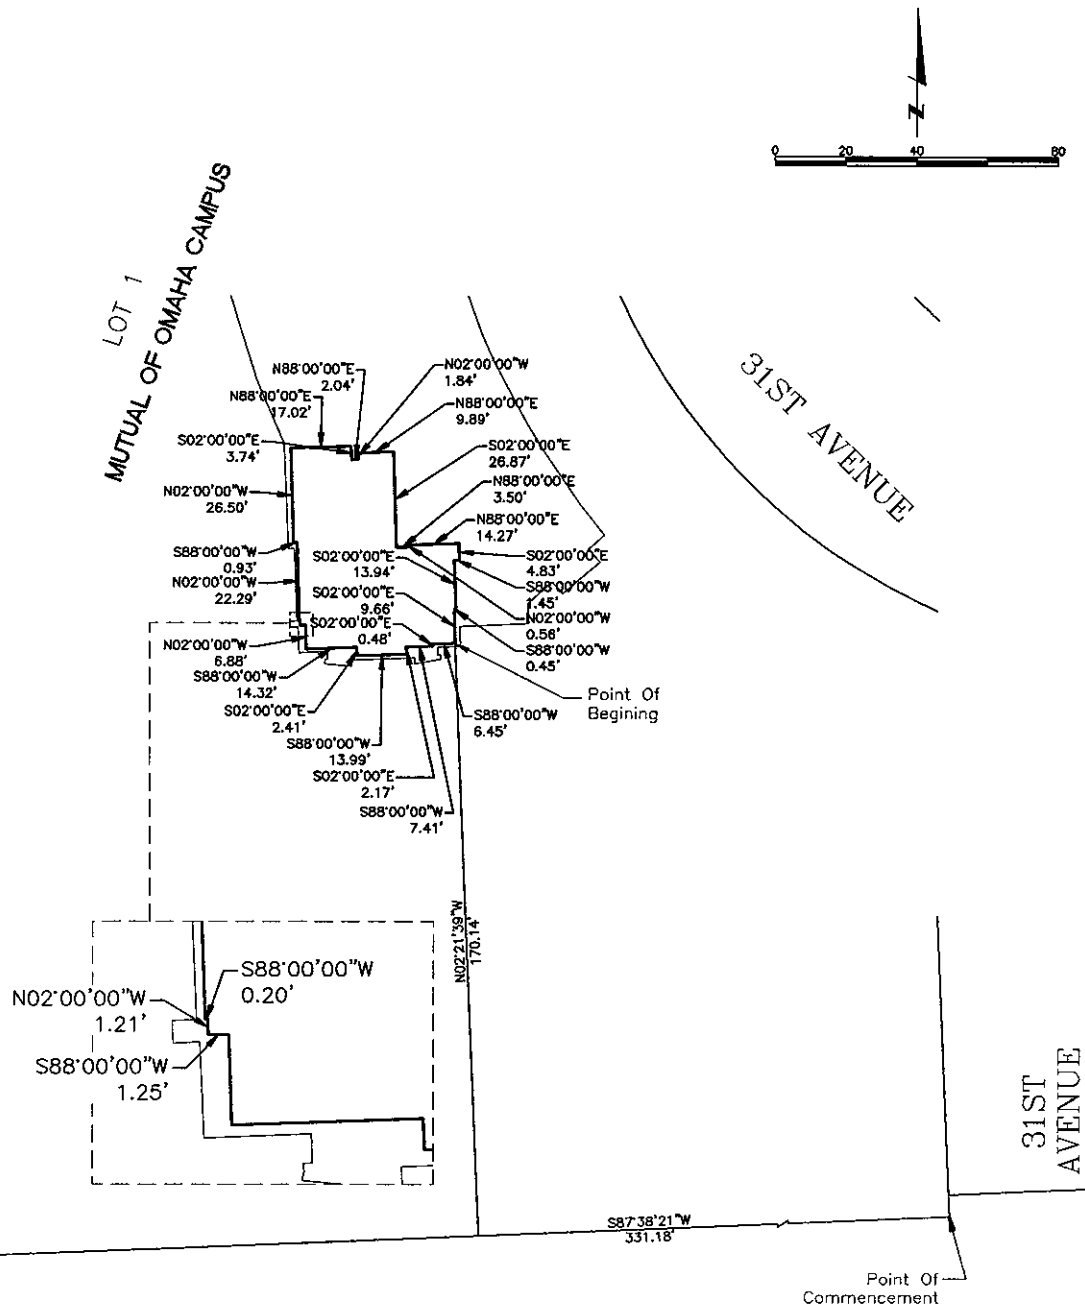 N
0 20 40 80
LOT 1
MUTUAL OF OMAHA CAMPUS
31ST AVENUE
N88°00'00"E
2.04'
N02°00'00"W
1.84'
N88°00'00"E
17.02'
N88°00'00"E
9.89'
S02°00'00"E
3.74'
S02°00'00"E
26.87'
N88°00'00"E
3.50'
N02°00'00"W
26.50'
N88°00'00"E
14.27'
S88°00'00"W
0.93'
S02°00'00"E
13.94'
S02°00'00"E
4.83'
N02°00'00"W
22.29'
S02°00'00"E
9.66'
S88°00'00"W
1.45'
S02°00'00"E
0.48'
N02°00'00"W
0.56'
N02°00'00"W
6.88'
S88°00'00"W
0.45'
S88°00'00"W
14.32'
Point Of
Begining
S02°00'00"E
2.41'
S88°00'00"W
6.45'
S88°00'00"W
13.99'
S02°00'00"E
2.17'
S88°00'00"W
7.41'
N02°21'39"W
170.14'
S88°00'00"W
0.20'
N02°00'00"W
1.21'
S88°00'00"W
1.25'
31ST
AVENUE
S87°38'21"W
331.18'
Point Of
Commencement